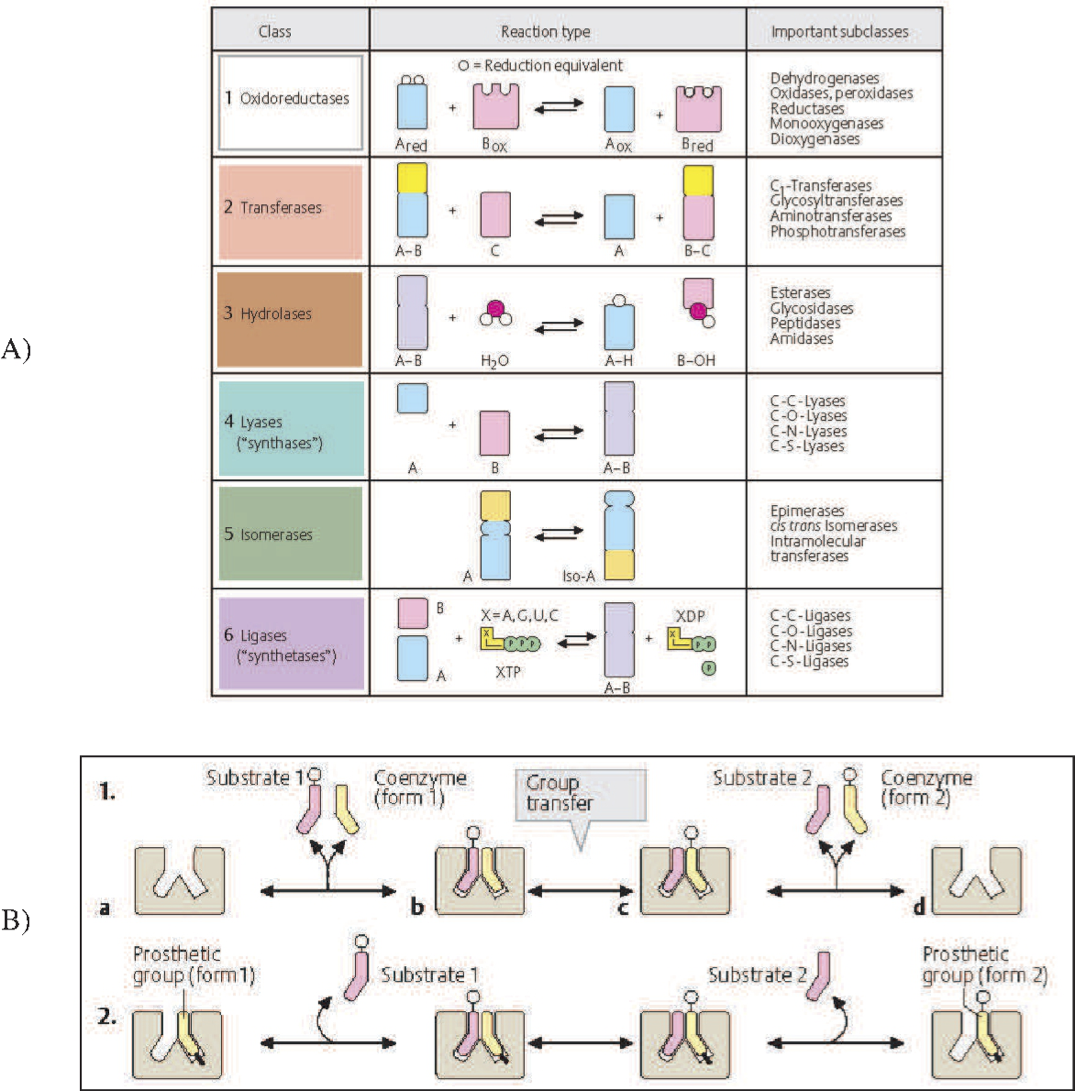 Class
Reaction type
Important subclasses
1 Oxidoreductases
O = Reduction equivalent
+
+
Ared
Box
Aox
Bred
Dehydrogenases
Oxidases, peroxidases
Reductases
Monooxygenases
Dioxygenases
2 Transferases
+
+
A–B
C
A
B–C
C1-Transferases
Glycosyltransferases
Aminotransferases
Phosphotransferases
A)
3 Hydrolases
+
A–B
H2O
A–H
B–OH
Esterases
Glycosidases
Peptidases
Amidases
4 Lyases
("synthases")
+
A
B
A–B
C-C-Lyases
C-O-Lyases
C-N-Lyases
C-S-Lyases
5 Isomerases
A
Iso-A
Epimerases
cis trans Isomerases
Intramolecular
transferases
6 Ligases
("synthetases")
B
A
+
X=A,G,U,C
X
P P P
XTP
A–B
+
XDP
X
P P
P
C-C-Ligases
C-O-Ligases
C-N-Ligases
C-S-Ligases
B)
1.
Substrate 1
Coenzyme
(form 1)
Group
transfer
Substrate 2
Coenzyme
(form 2)
a
b
c
d
2.
Prosthetic
group (form1)
Substrate 1
Substrate 2
Prosthetic
group (form 2)